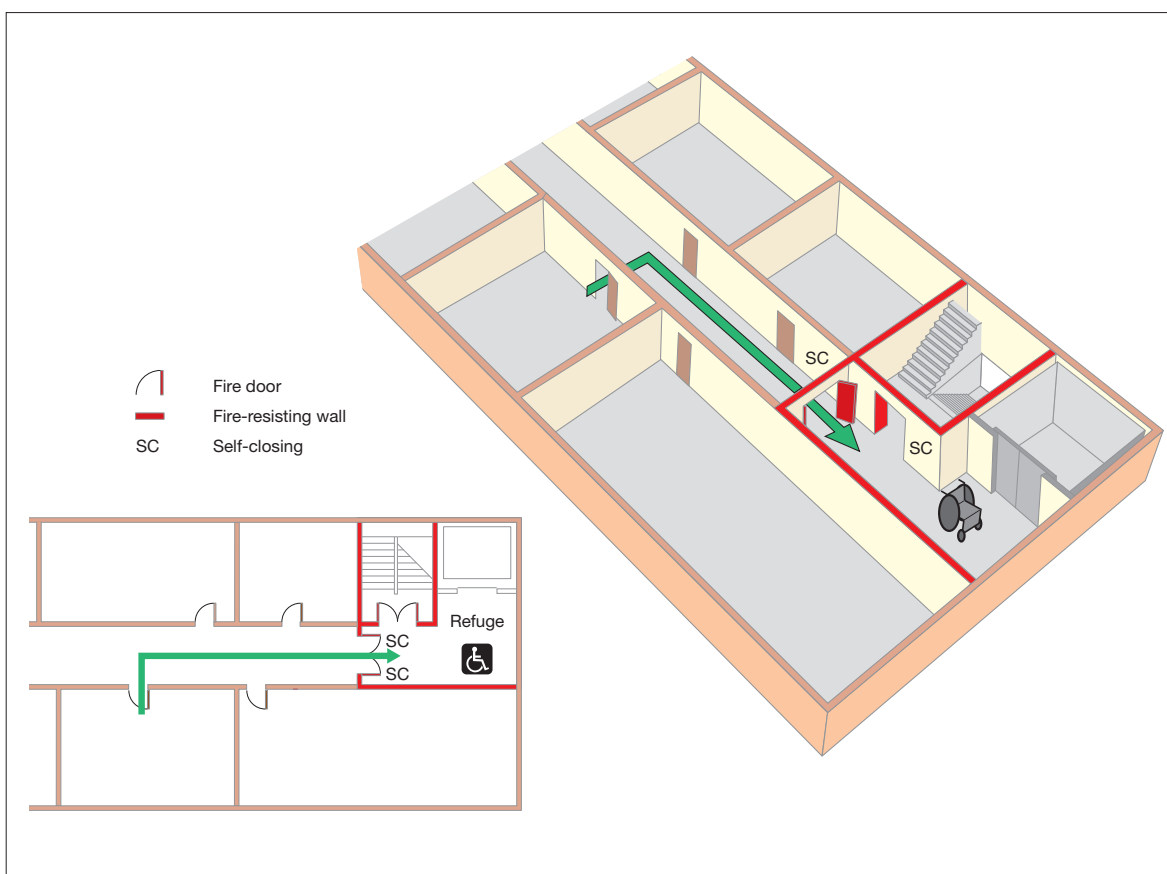 SC
SC
Fire door
Fire-resisting wall
SC Self-closing
Refuge
SC
SC